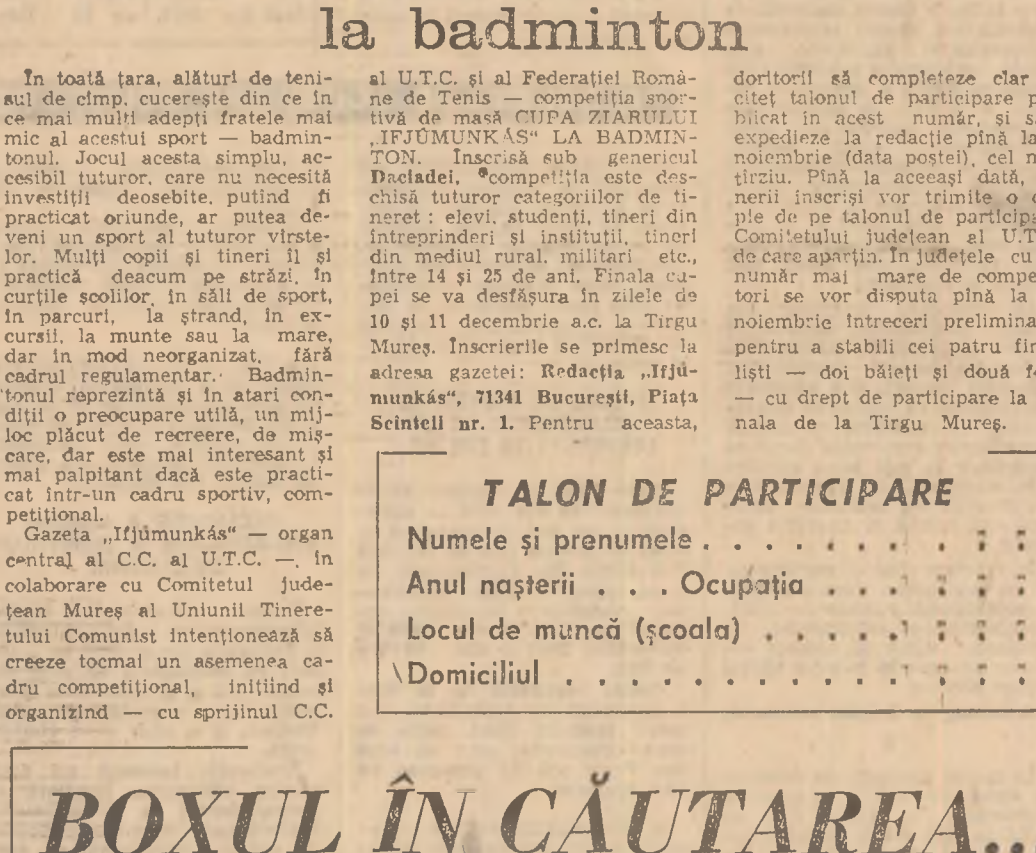 la badminton
În toată țara, alături de teni-
sul de cîmp, cucerește din ce în
ce mai mulți adepți fratele mai
mic al acestui sport — badmin-
tonul. Jocul acesta simplu, ac-
cesibil tuturor, care nu necesită
investiții deosebite, putînd fi
practicat oriunde, ar putea de-
veni un sport al tuturor vîrste-
lor. Mulți copii și tineri îl și
practică deacum pe străzi, în
curțile școlilor, în săli de sport,
în parcuri, la ștrand, în ex-
cursii, la munte sau la mare,
dar în mod neorganizat, fără
cadrul regulamentar. Badmin-
tonul reprezintă și în atari con-
diții o preocupare utilă, un mij-
loc plăcut de recreere, de miș-
care, dar este mai interesant și
mai palpitant dacă este practi-
cat într-un cadru sportiv, com-
petițional.
Gazeta „Ifjúmunkás“ — organ
central al C.C. al U.T.C. —, în
colaborare cu Comitetul jude-
țean Mureș al Uniunii Tinere-
tului Comunist intenționează să
creeze tocmai un asemenea ca-
dru competițional, inițiind și
organizînd — cu sprijinul C.C.
al U.T.C. și al Federației Româ-
ne de Tenis — competiția spor-
tivă de masă CUPA ZIARULUI
„IFJÚMUNKÁS“ LA BADMIN-
TON. Înscrisă sub genericul
Daciadei, competiția este des-
chisă tuturor categoriilor de ti-
neret : elevi, studenți, tineri din
întreprinderi și instituții, tineri
din mediul rural, militari etc.,
între 14 și 25 de ani. Finala cu-
pei se va desfășura în zilele de
10 și 11 decembrie a.c. la Tîrgu
Mureș. Înscrierile se primesc la
adresa gazetei: Redacția „Ifjú-
munkás“, 71341 București, Piața
Scînteii nr. 1. Pentru aceasta,
doritorii să completeze clar
citeț talonul de participare p
blicat în acest număr, și s
expedieze la redacție pînă la
noiembrie (data poștei), cel m
tîrziu. Pînă la aceeași dată,
nerii înscriși vor trimite o c
pie de pe talonul de participa
Comitetului județean al U.T
de care aparțin. În județele cu
număr mai mare de compe
tori se vor disputa pînă la
noiembrie întreceri prelimina
pentru a stabili cei patru fin
liști — doi băieți și două f
— cu drept de participare la
nala de la Tîrgu Mureș.
TALON DE PARTICIPARE
Numele și prenumele . . . . . . . . . .
Anul nașterii . . . Ocupația . . . . . . .
Locul de muncă (școala) . . . . . . . .
Domiciliul . . . . . . . . . . . . . .
BOXUL ÎN CĂUTAREA..